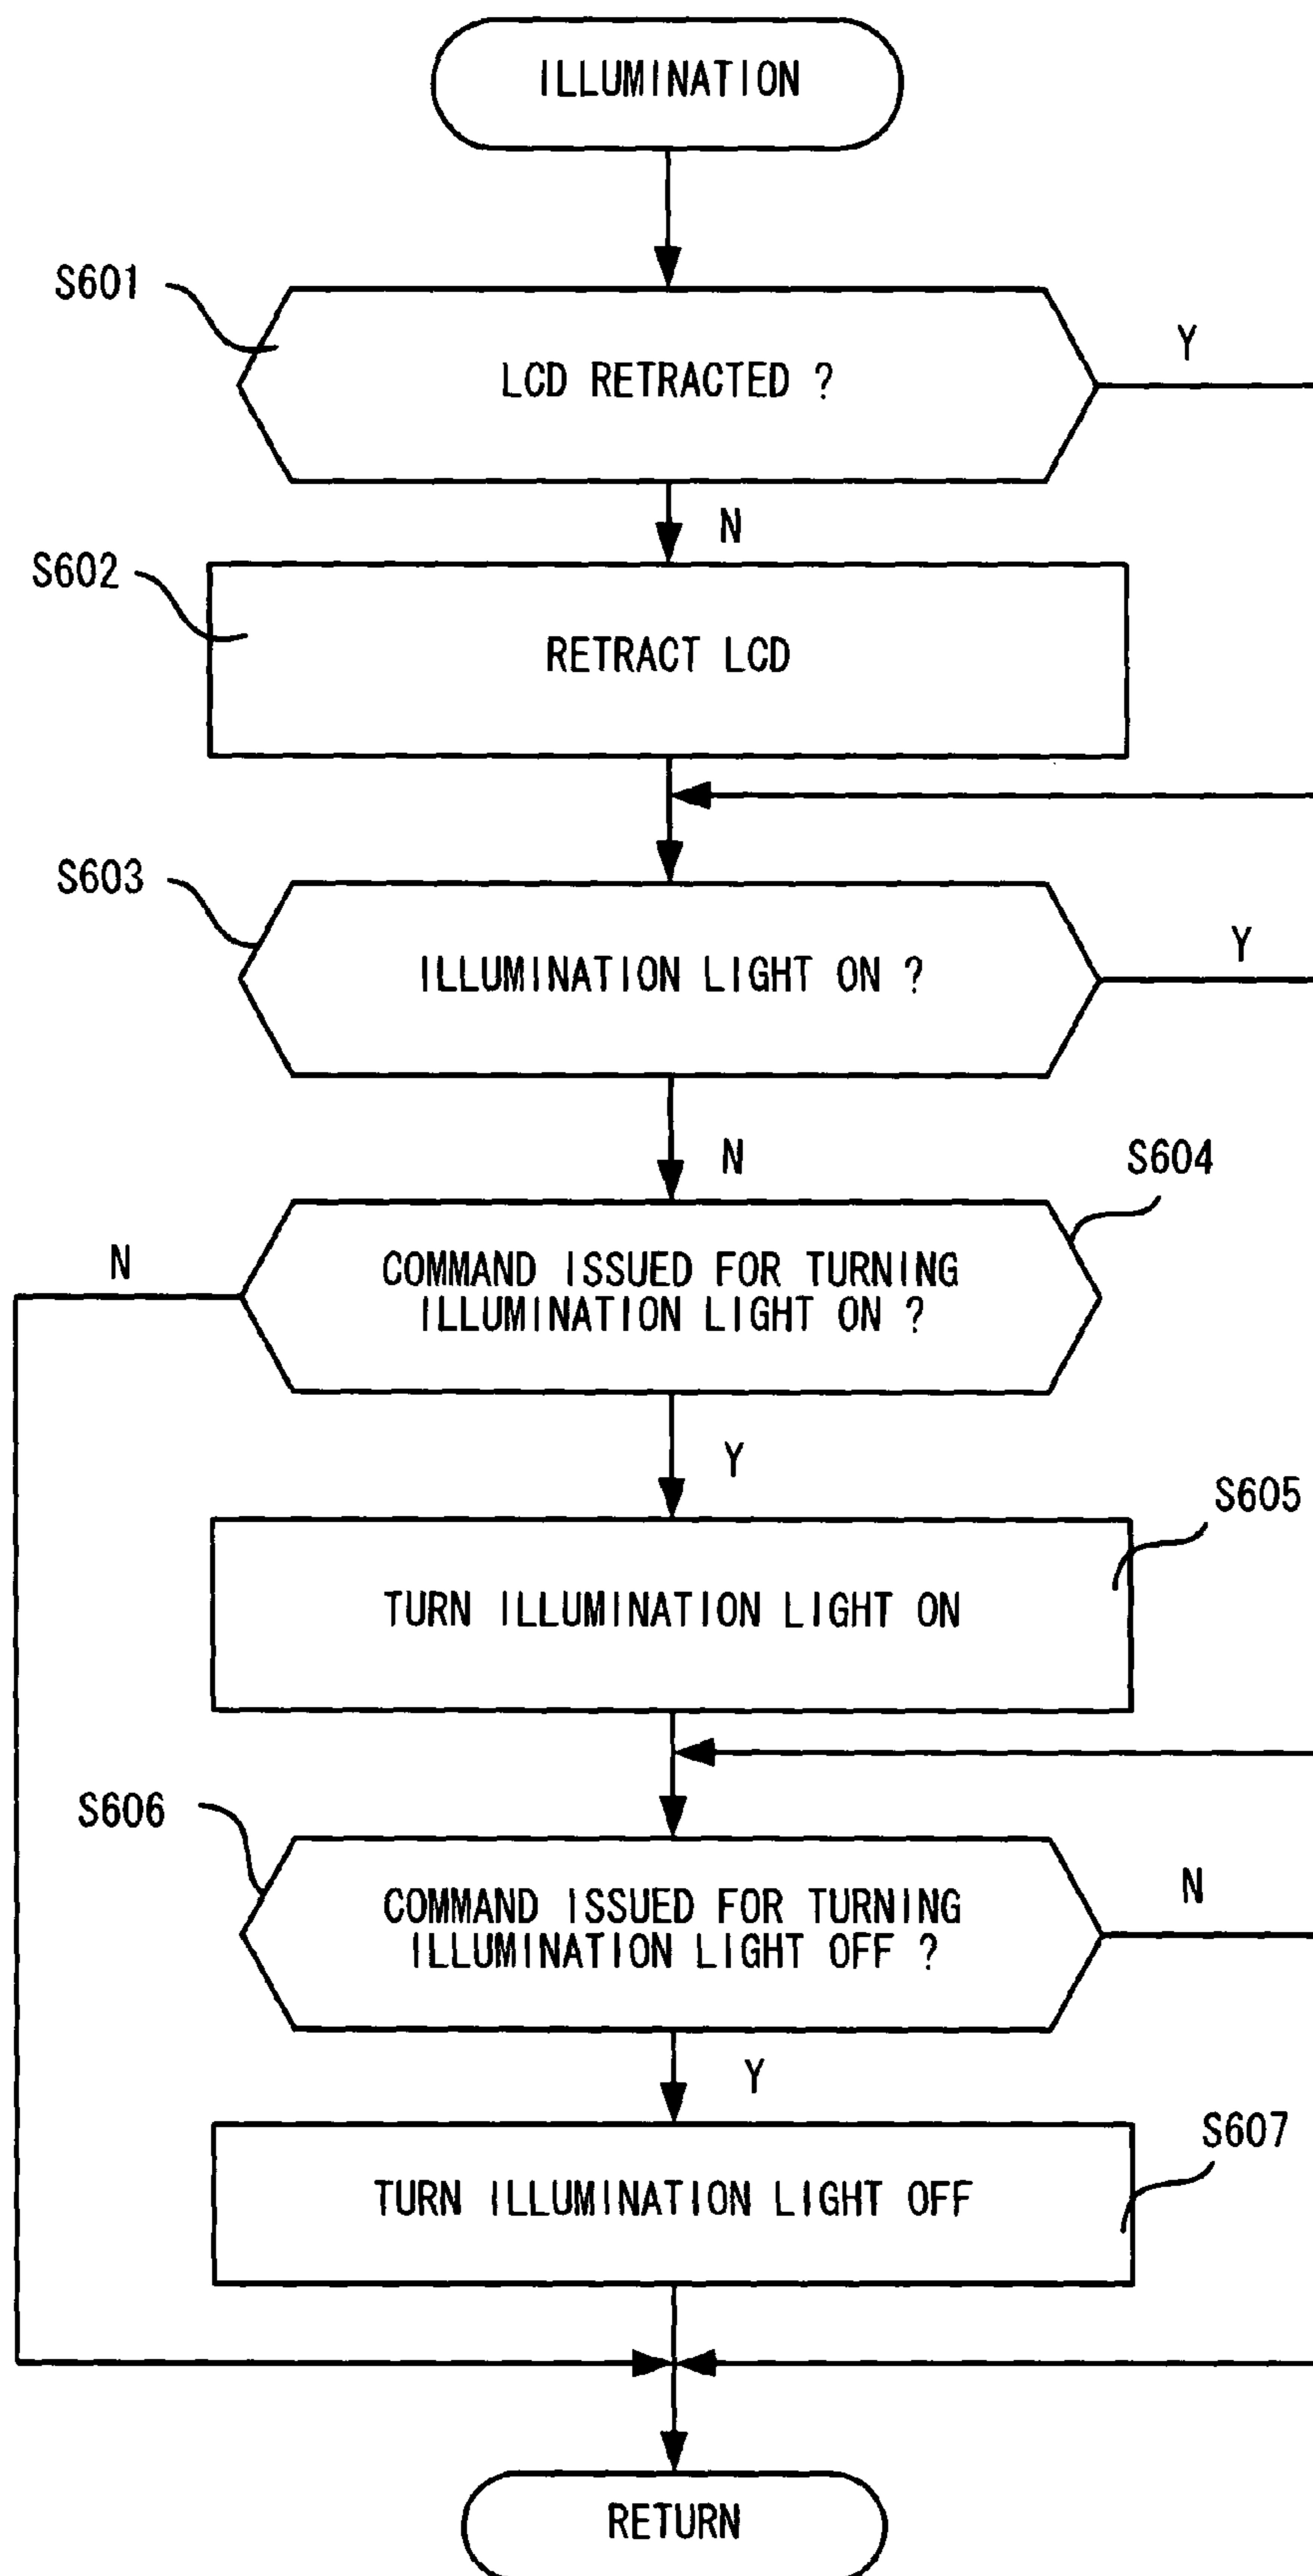 ILLUMINATION
S601
LCD RETRACTED ?
Y
N
S602
RETRACT LCD
S603
ILLUMINATION LIGHT ON ?
Y
N
S604
COMMAND ISSUED FOR TURNING
ILLUMINATION LIGHT ON ?
N
Y
S605
TURN ILLUMINATION LIGHT ON
S606
COMMAND ISSUED FOR TURNING
ILLUMINATION LIGHT OFF ?
N
Y
S607
TURN ILLUMINATION LIGHT OFF
RETURN